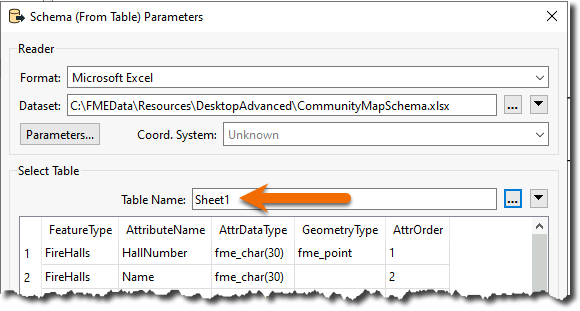 Schema (From Table) Parameters
Reader
Format: Microsoft Excel
Dataset: C:\FMEData\Resources\DesktopAdvanced\CommunityMapSchema.xlsx ...
Parameters... Coord. System: Unknown
Select Table
Table Name: Sheet1 ...
FeatureType AttributeName AttrDataType GeometryType AttrOrder
1 FireHalls HallNumber fme_char(30) fme_point 1
2 FireHalls Name fme_char(30) 2